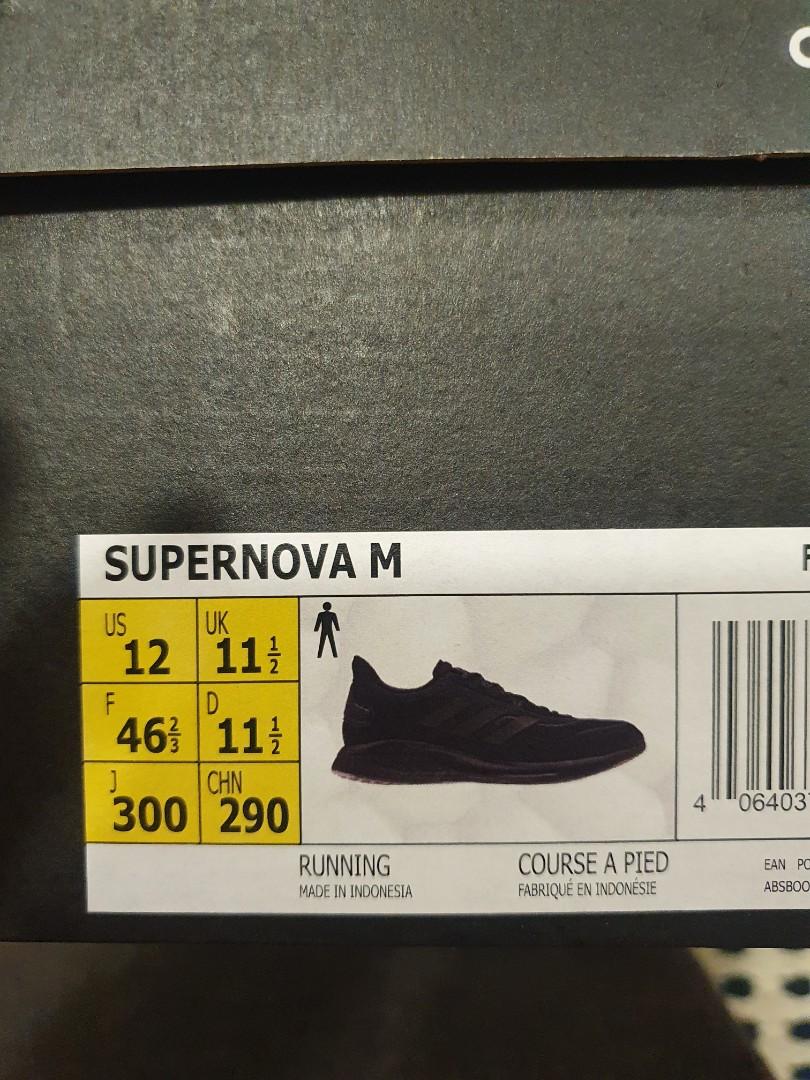 SUPERNOVA M
US 12 UK 11 1/2
F 46 2/3 D 11 1/2
J 300 CHN 290
4 064037
RUNNING COURSE A PIED EAN
MADE IN INDONESIA FABRIQUÉ EN INDONÉSIE